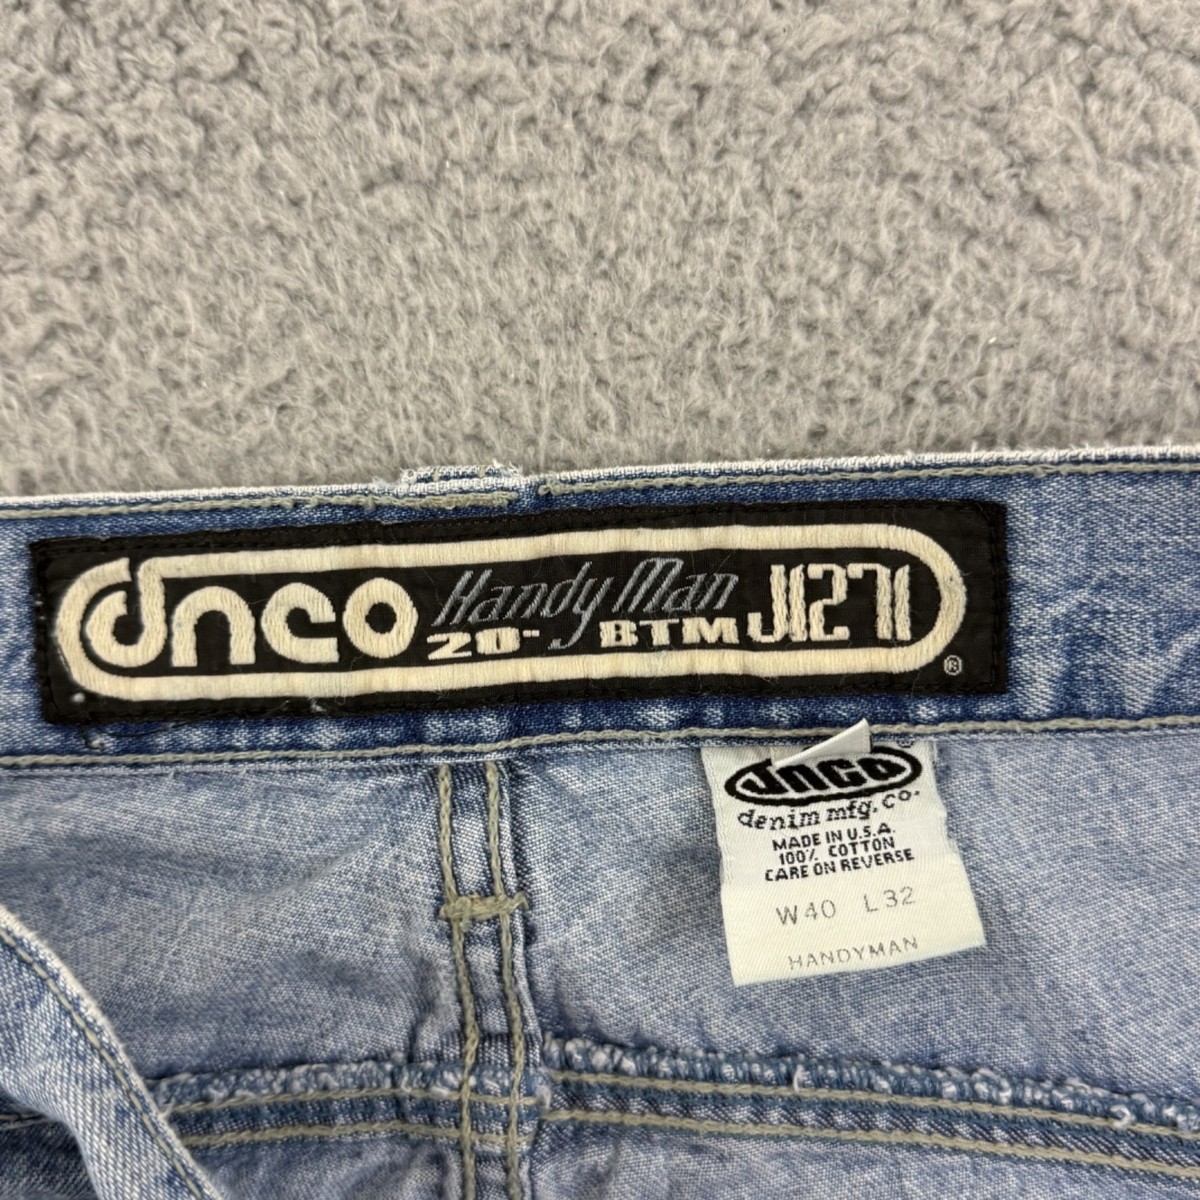 JNCO Handy Man 20" BTM J1271 ®
JNCO
denim mfg. co.
MADE IN U.S.A.
100% COTTON
CARE ON REVERSE
W40 L32
HANDYMAN